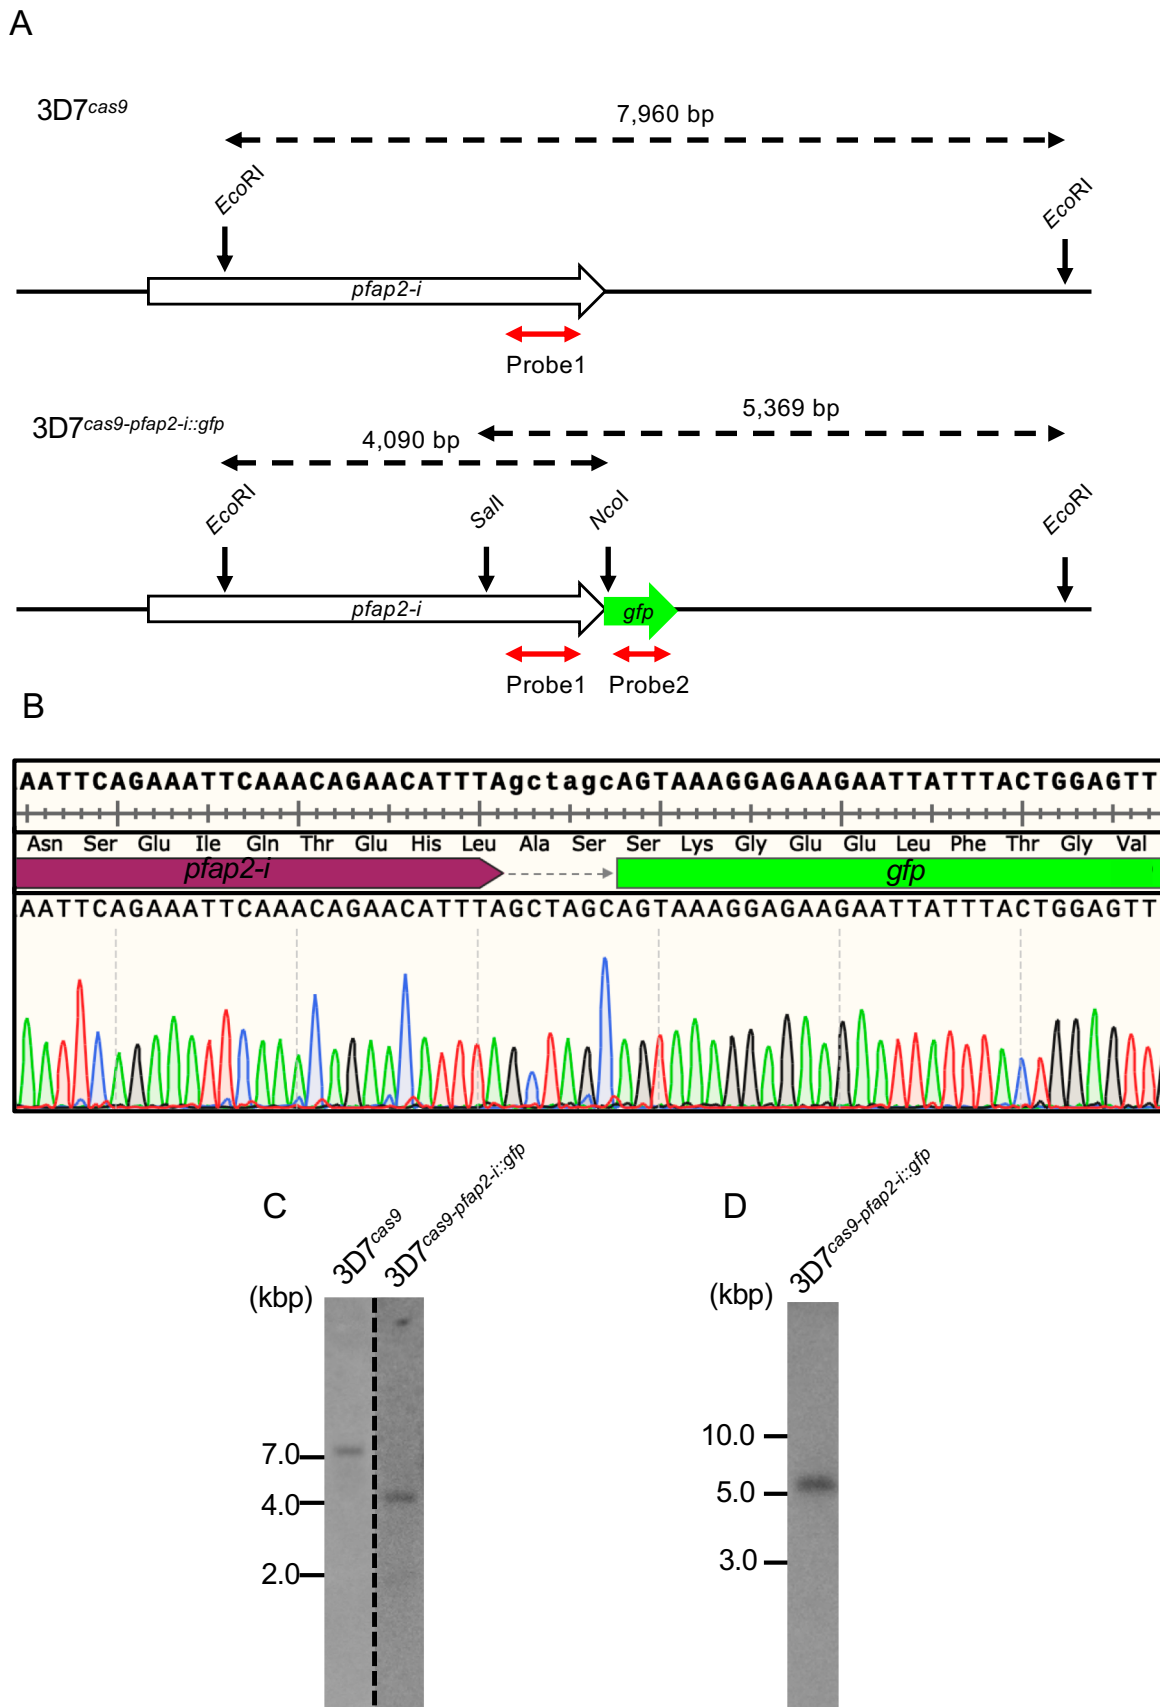 A
3D7cas9
7,960 bp
EcoRI
EcoRI
pfap2-i
Probe1
3D7cas9-pfap2-i::gfp
5,369 bp
4,090 bp
EcoRI
SalI
NcoI
EcoRI
pfap2-i
gfp
Probe1
Probe2
B
AATTCAGAAATTCAAACAGAACATTTAgctagcAGTAAAGGAGAAGAATTATTTACTGGAGTT
Asn Ser Glu Ile Gln Thr Glu His Leu Ala Ser Ser Lys Gly Glu Glu Leu Phe Thr Gly Val
pfap2-i
gfp
AATTCAGAAATTCAAACAGAACATTTAGCTAGCAGTAAAGGAGAAGAATTATTTACTGGAGTT
C
3D7cas9
3D7cas9-pfap2-i::gfp
(kbp)
7.0
4.0
2.0
D
3D7cas9-pfap2-i::gfp
(kbp)
10.0
5.0
3.0